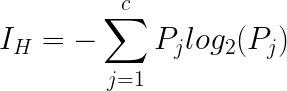 I_H = -\sum_{j=1}^{c} P_j log_2(P_j)